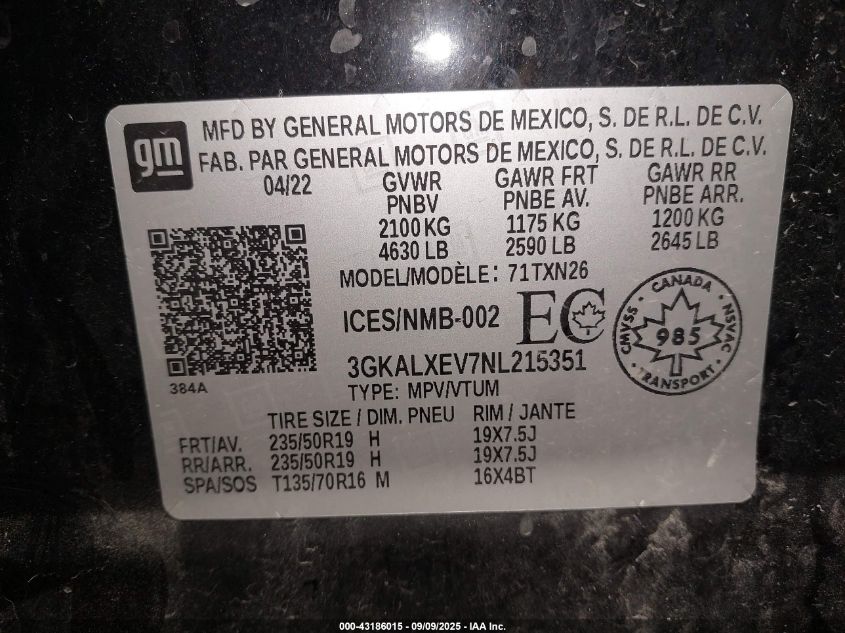 gm
MFD BY GENERAL MOTORS DE MEXICO, S. DE R.L. DE C.V.
FAB. PAR GENERAL MOTORS DE MEXICO, S. DE R.L. DE C.V.
04/22 GVWR GAWR FRT GAWR RR
PNBV PNBE AV. PNBE ARR.
2100 KG 1175 KG 1200 KG
4630 LB 2590 LB 2645 LB
MODEL/MODÈLE: 71TXN26
ICES/NMB-002 EC
CANADA
CMVSS 985 NSVAC
TRANSPORT
3GKALXEV7NL215351
384A
TYPE: MPV/VTUM
TIRE SIZE / DIM. PNEU RIM / JANTE
FRT/AV. 235/50R19 H 19X7.5J
RR/ARR. 235/50R19 H 19X7.5J
SPA/SOS T135/70R16 M 16X4BT
000-43186015 - 09/09/2025 - IAA Inc.